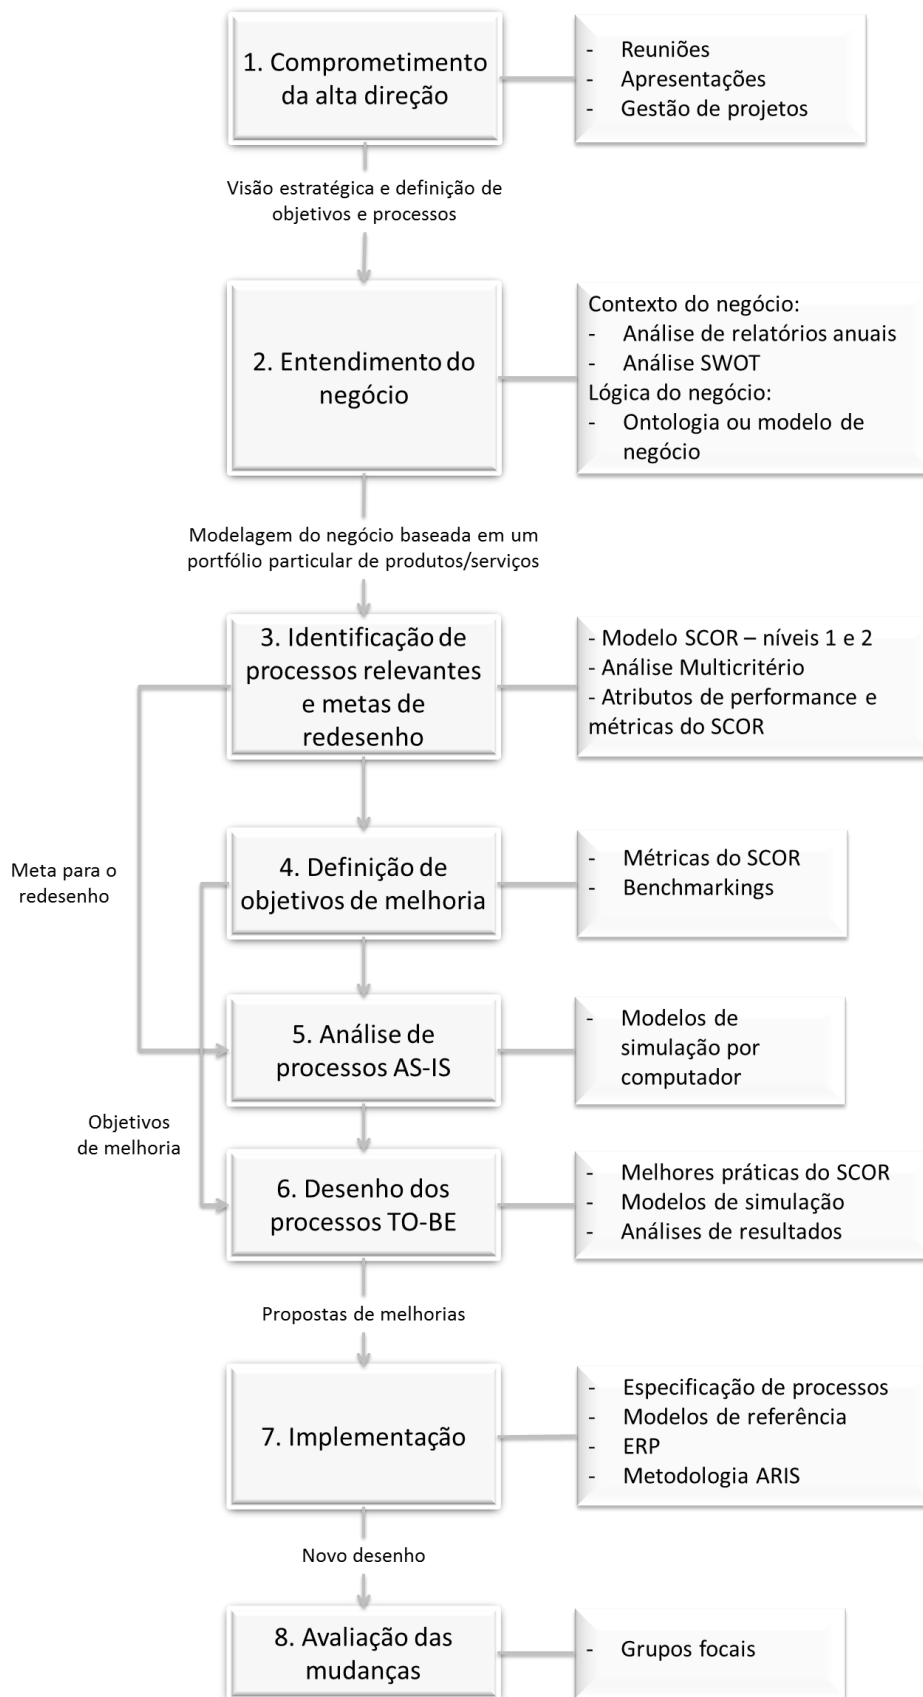 1. Comprometimento
da alta direção
- Reuniões
- Apresentações
- Gestão de projetos
Visão estratégica e definição de
objetivos e processos
2. Entendimento do
negócio
Contexto do negócio:
- Análise de relatórios anuais
- Análise SWOT
Lógica do negócio:
- Ontologia ou modelo de
negócio
Modelagem do negócio baseada em um
portfólio particular de produtos/serviços
3. Identificação de
processos relevantes
e metas de
redesenho
- Modelo SCOR – níveis 1 e 2
- Análise Multicritério
- Atributos de performance e
métricas do SCOR
Meta para o
redesenho
4. Definição de
objetivos de melhoria
- Métricas do SCOR
- Benchmarkings
5. Análise de
processos AS-IS
- Modelos de
simulação por
computador
Objetivos
de melhoria
6. Desenho dos
processos TO-BE
- Melhores práticas do SCOR
- Modelos de simulação
- Análises de resultados
Propostas de melhorias
7. Implementação
- Especificação de processos
- Modelos de referência
- ERP
- Metodologia ARIS
Novo desenho
8. Avaliação das
mudanças
- Grupos focais